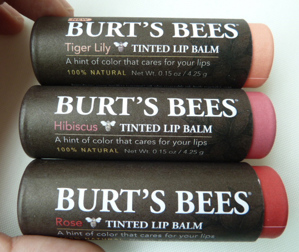 NEW
BURT'S BEES®
Tiger Lily TINTED LIP BALM
A hint of color that cares for your lips
100% NATURAL Net Wt. 0.15 oz / 4.25 g
BURT'S BEES®
Hibiscus TINTED LIP BALM
A hint of color that cares for your lips
100% NATURAL Net Wt. 0.15 oz / 4.25 g
BURT'S BEES®
Rose TINTED LIP BALM
A hint of color that cares for your lips